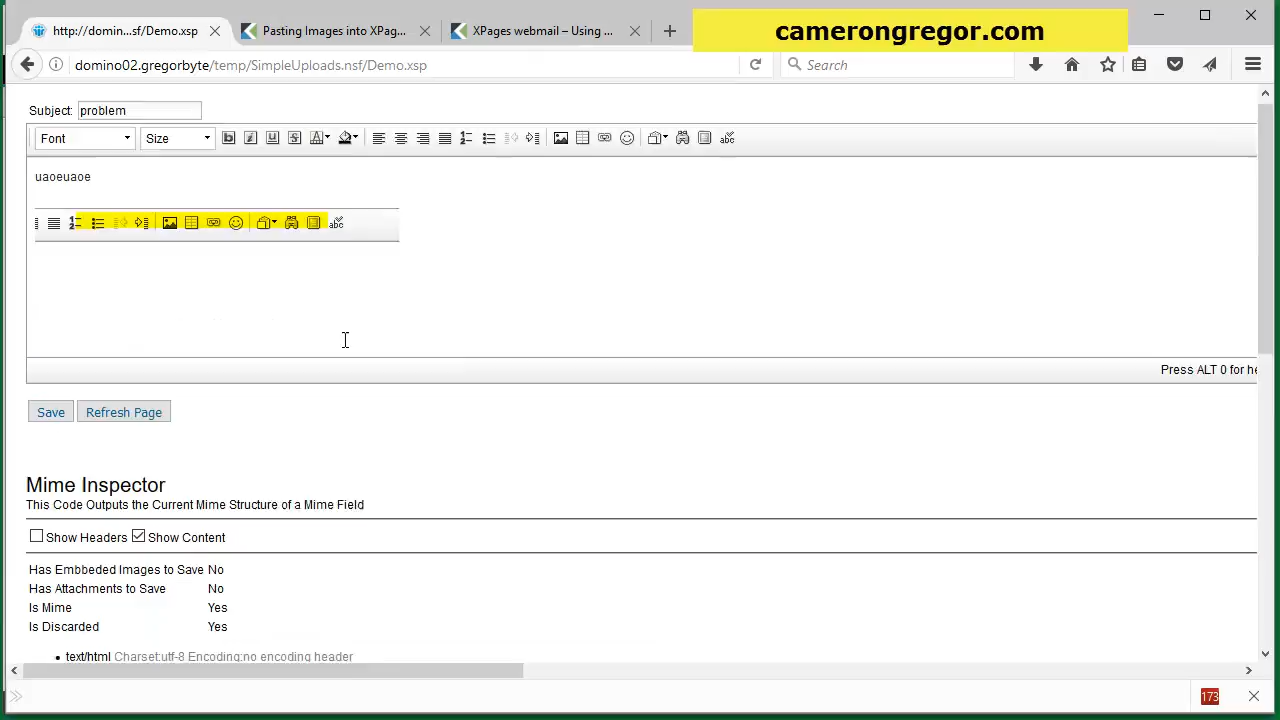 http://domin...sf/Demo.xsp
Pasting Images into XPag...
XPages webmail – Using ...
camerongregor.com
domino02.gregorbyte/temp/SimpleUploads.nsf/Demo.xsp
Search
Subject: problem
Font Size
uaoeuaoe
abc
Press ALT 0 for he
Save Refresh Page
Mime Inspector
This Code Outputs the Current Mime Structure of a Mime Field
Show Headers Show Content
Has Embbeded Images to Save No
Has Attachments to Save No
Is Mime Yes
Is Discarded Yes
• text/html Charset:utf-8 Encoding:no encoding header
173